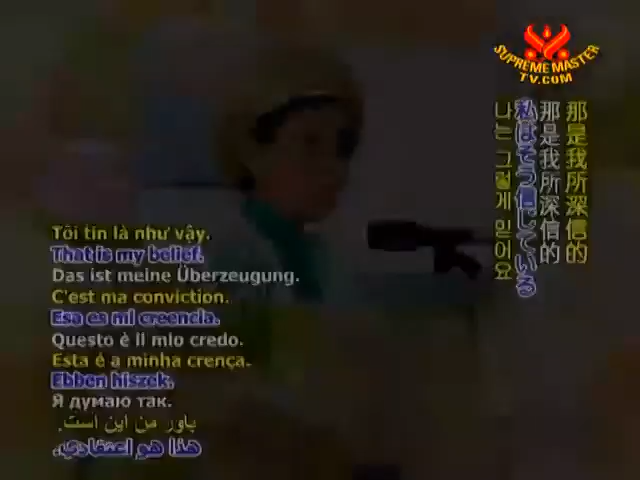 SUPREME MASTER
TV.COM
那是我所深信的
那是我所深信的
私はそう信じている
나는 그렇게 믿어요
Tôi tin là như vậy.
That is my belief.
Das ist meine Überzeugung.
C'est ma conviction.
Esa es mi creencia.
Questo è il mio credo.
Esta é a minha crença.
Ebben hiszek.
Я думаю так.
باور من این است.
هذا هو اعتقادي.